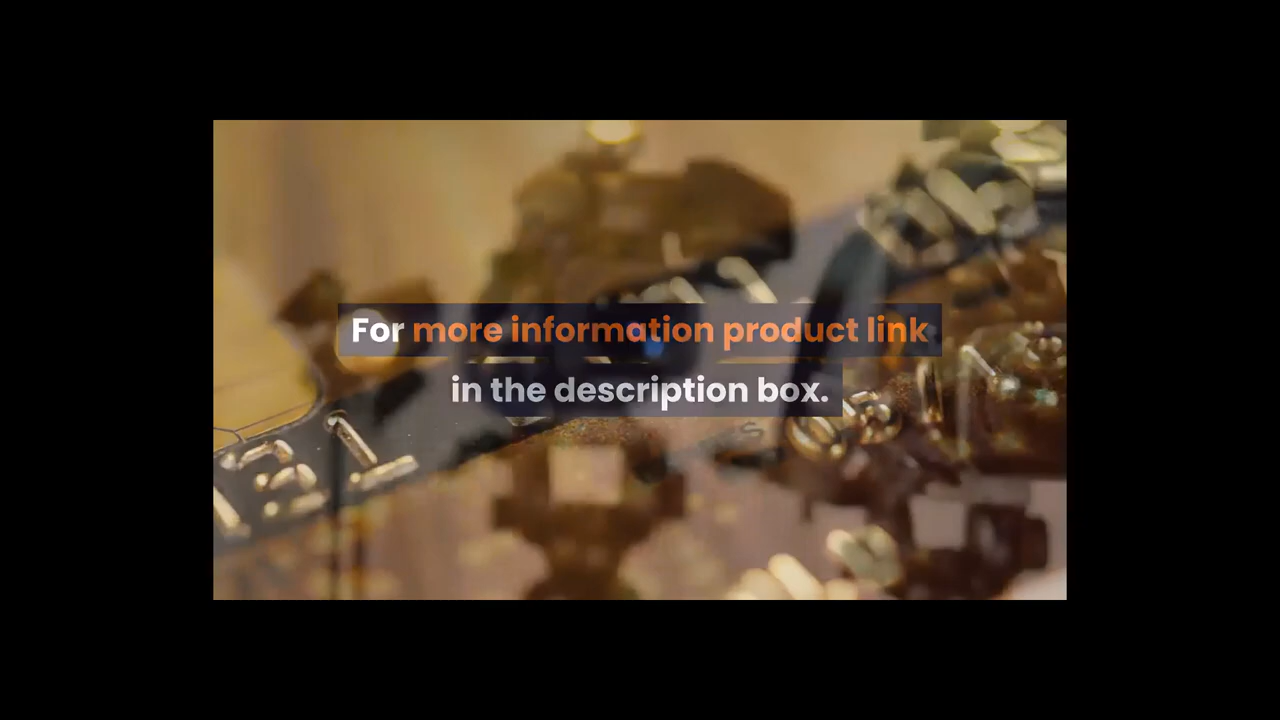 For more information product link
in the description box.